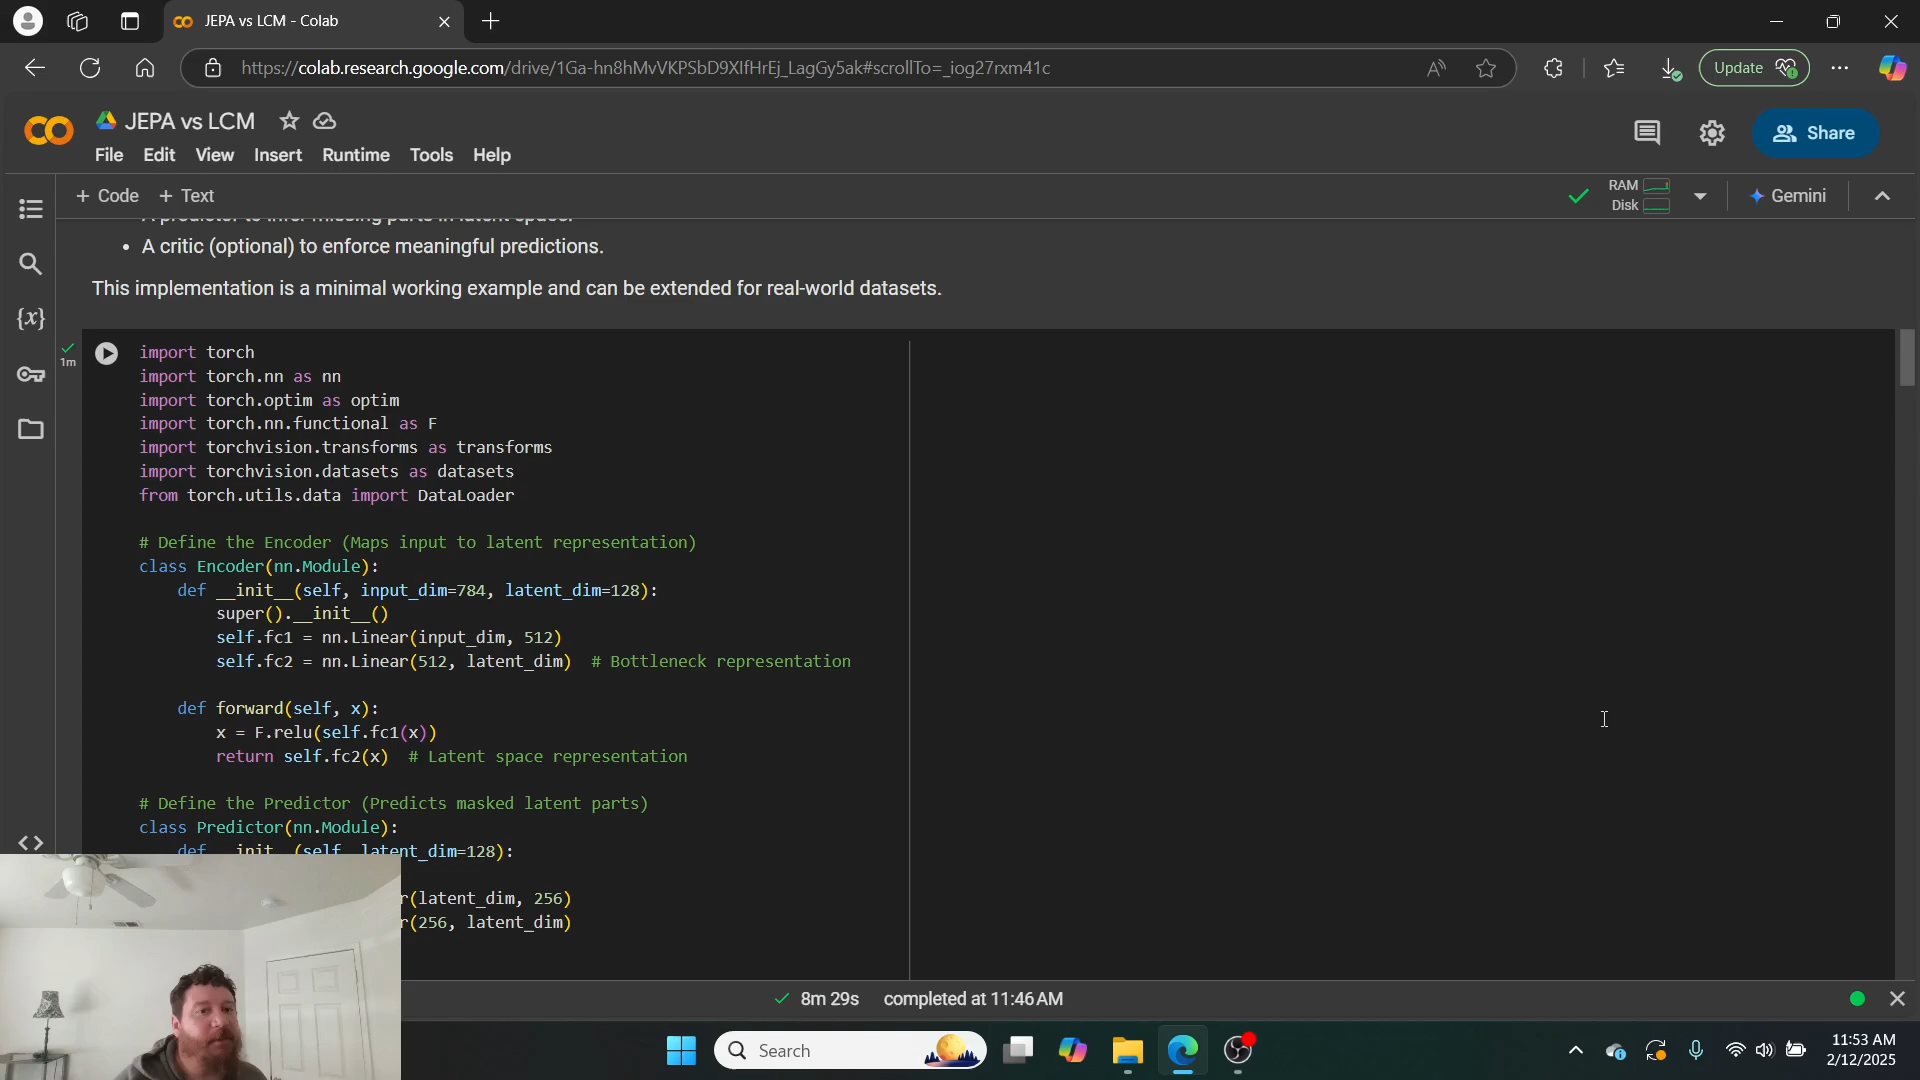 JEPA vs LCM - Colab
https://colab.research.google.com/drive/1Ga-hn8hMvVKPSbD9XIfHrEj_LagGy5ak#scrollTo=_iog27rxm41c
Update
JEPA vs LCM
File Edit View Insert Runtime Tools Help
Share
+ Code + Text
RAM
Disk
Gemini
A predictor to infer missing parts in latent space.
• A critic (optional) to enforce meaningful predictions.
This implementation is a minimal working example and can be extended for real-world datasets.
1m
import torch
import torch.nn as nn
import torch.optim as optim
import torch.nn.functional as F
import torchvision.transforms as transforms
import torchvision.datasets as datasets
from torch.utils.data import DataLoader
# Define the Encoder (Maps input to latent representation)
class Encoder(nn.Module):
def __init__(self, input_dim=784, latent_dim=128):
super().__init__()
self.fc1 = nn.Linear(input_dim, 512)
self.fc2 = nn.Linear(512, latent_dim) # Bottleneck representation
def forward(self, x):
x = F.relu(self.fc1(x))
return self.fc2(x) # Latent space representation
# Define the Predictor (Predicts masked latent parts)
class Predictor(nn.Module):
def __init__(self, latent_dim=128):
r(latent_dim, 256)
r(256, latent_dim)
8m 29s completed at 11:46 AM
Search
11:53 AM
2/12/2025